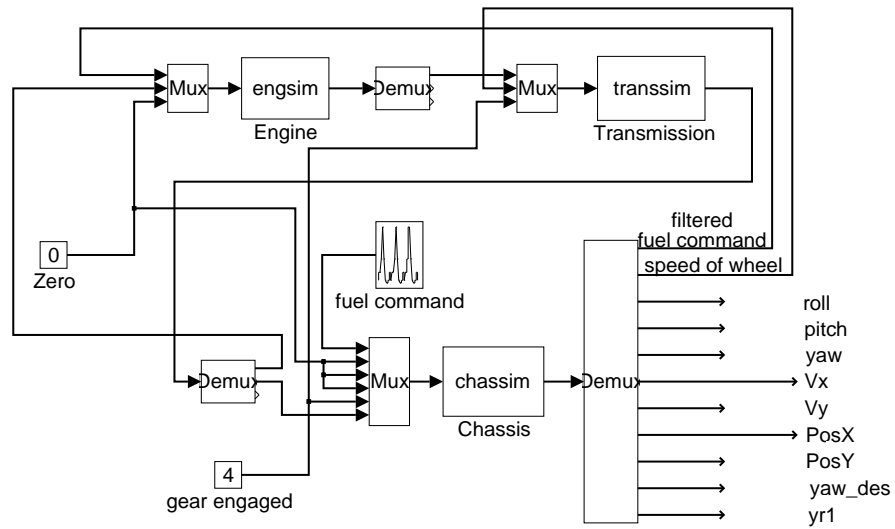 Mux
engsim
Engine
Demux
Mux
transsim
Transmission
0
Zero
fuel command
filtered
fuel command
speed of wheel
Demux
Mux
chassim
Chassis
Demux
4
gear engaged
roll
pitch
yaw
Vx
Vy
PosX
PosY
yaw_des
yr1